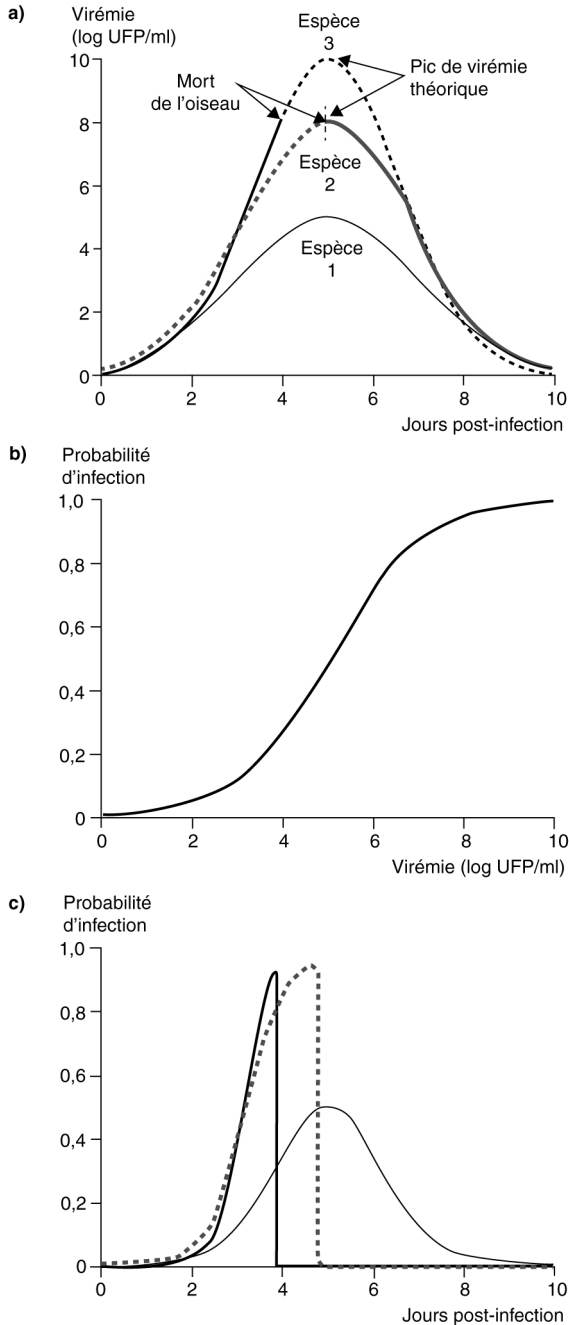 a)
Virémie
(log UFP/ml)
Espèce
3
Mort
de l'oiseau
Pic de virémie
théorique
Espèce
2
Espèce
1
10
8
6
4
2
0
0
2
4
6
8
10
Jours post-infection
b)
Probabilité
d'infection
1,0
0,8
0,6
0,4
0,2
0
0
2
4
6
8
10
Virémie (log UFP/ml)
c)
Probabilité
d'infection
1,0
0,8
0,6
0,4
0,2
0
0
2
4
6
8
10
Jours post-infection